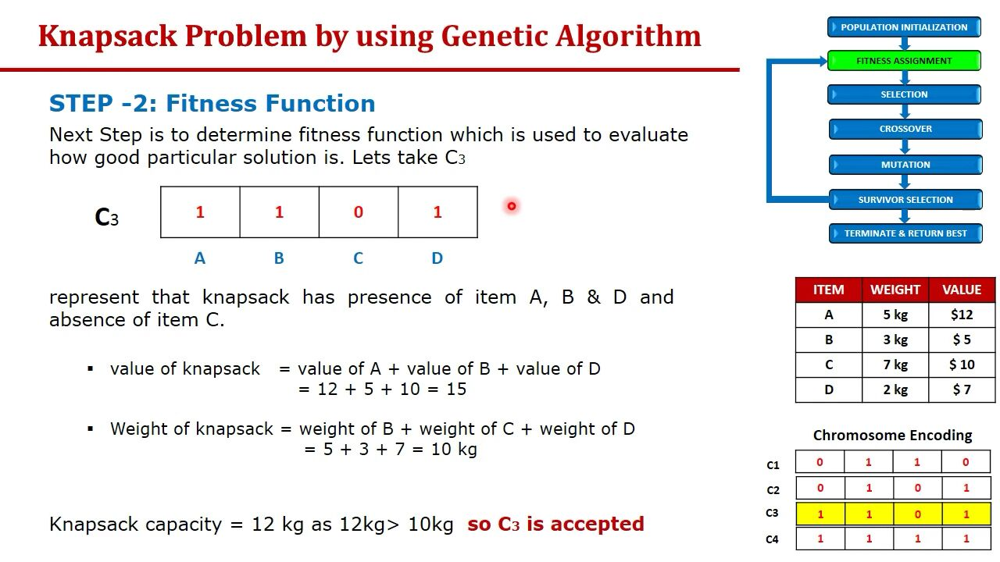 Knapsack Problem by using Genetic Algorithm
STEP -2: Fitness Function
Next Step is to determine fitness function which is used to evaluate
how good particular solution is. Lets take C3
C3 1 1 0 1
A B C D
represent that knapsack has presence of item A, B & D and
absence of item C.
▪ value of knapsack = value of A + value of B + value of D
= 12 + 5 + 10 = 15
▪ Weight of knapsack = weight of B + weight of C + weight of D
= 5 + 3 + 7 = 10 kg
Knapsack capacity = 12 kg as 12kg> 10kg so C3 is accepted
POPULATION INITIALIZATION
FITNESS ASSIGNMENT
SELECTION
CROSSOVER
MUTATION
SURVIVOR SELECTION
TERMINATE & RETURN BEST
ITEM WEIGHT VALUE
A 5 kg $12
B 3 kg $ 5
C 7 kg $ 10
D 2 kg $ 7
Chromosome Encoding
C1 0 1 1 0
C2 0 1 0 1
C3 1 1 0 1
C4 1 1 1 1